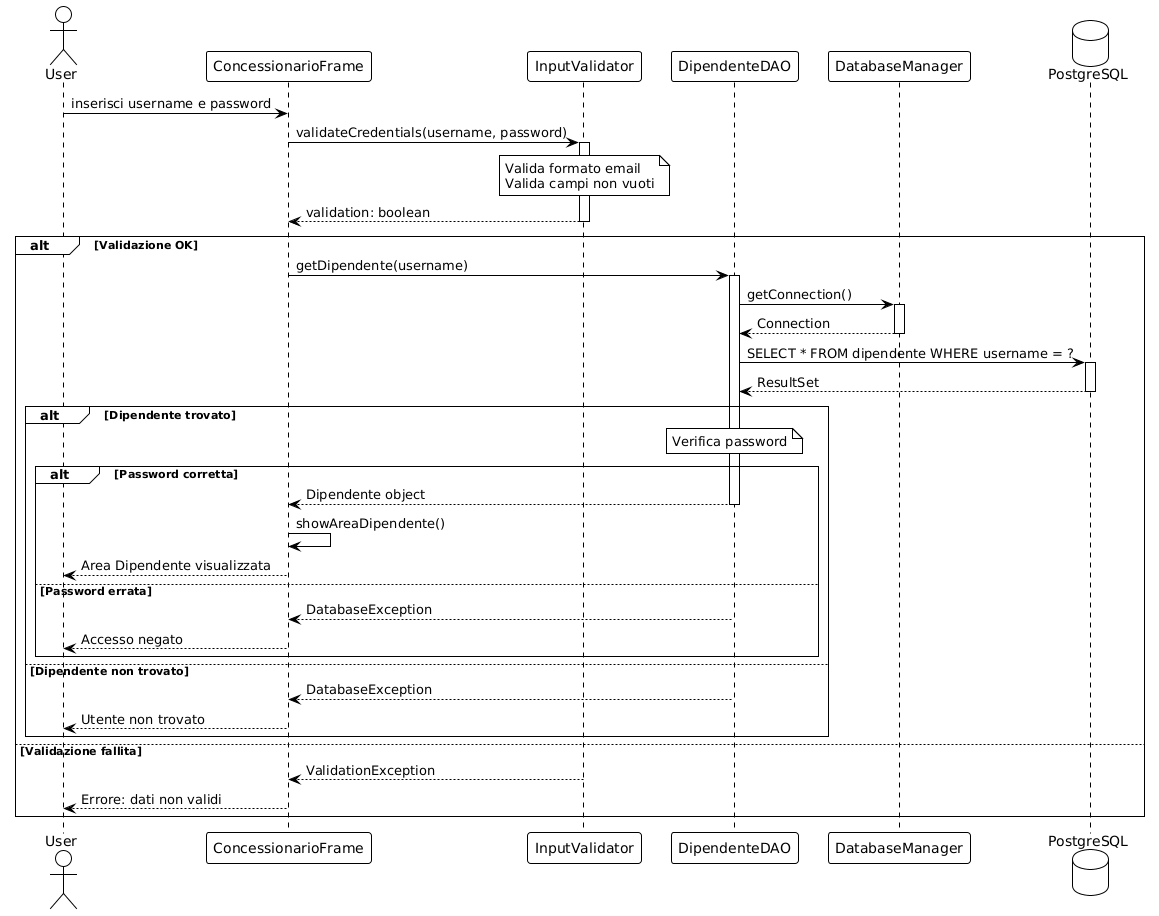 User
ConcessionarioFrame
InputValidator
DipendenteDAO
DatabaseManager
PostgreSQL
inserisci username e password
validateCredentials(username, password)
Valida formato email
Valida campi non vuoti
validation: boolean
alt
[Validazione OK]
getDipendente(username)
getConnection()
Connection
SELECT * FROM dipendente WHERE username = ?
ResultSet
alt
[Dipendente trovato]
Verifica password
alt
[Password corretta]
Dipendente object
showAreaDipendente()
Area Dipendente visualizzata
[Password errata]
DatabaseException
Accesso negato
[Dipendente non trovato]
DatabaseException
Utente non trovato
[Validazione fallita]
ValidationException
Errore: dati non validi
User
ConcessionarioFrame
InputValidator
DipendenteDAO
DatabaseManager
PostgreSQL